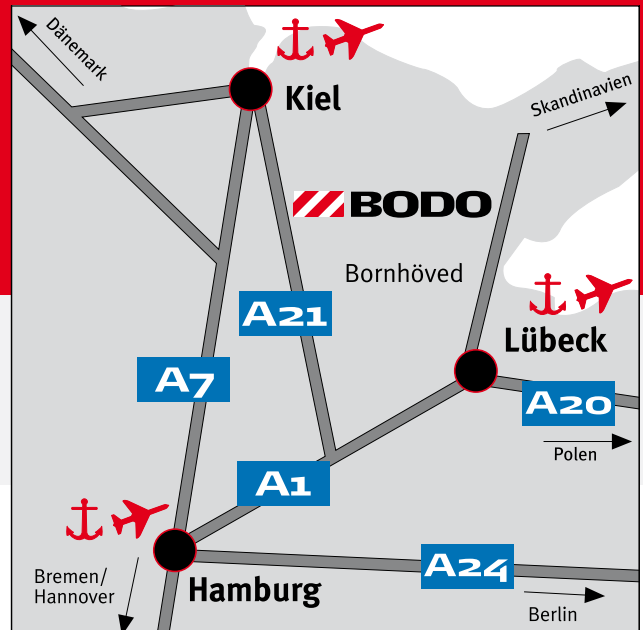 Dänemark
Kiel
Skandinavien
BODO
Bornhöved
A21
Lübeck
A7
A20
Polen
A1
A24
Bremen/
Hannover
Hamburg
Berlin